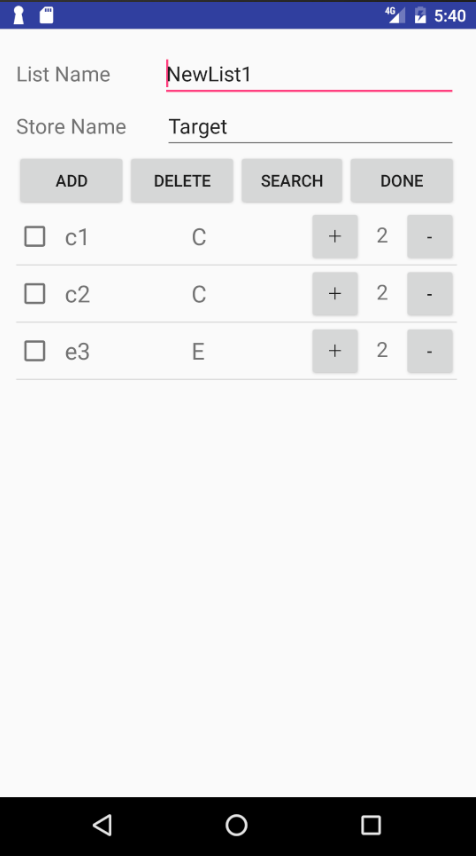 4G 5:40
List Name NewList1
Store Name Target
ADD DELETE SEARCH DONE
c1 C + 2 -
c2 C + 2 -
e3 E + 2 -